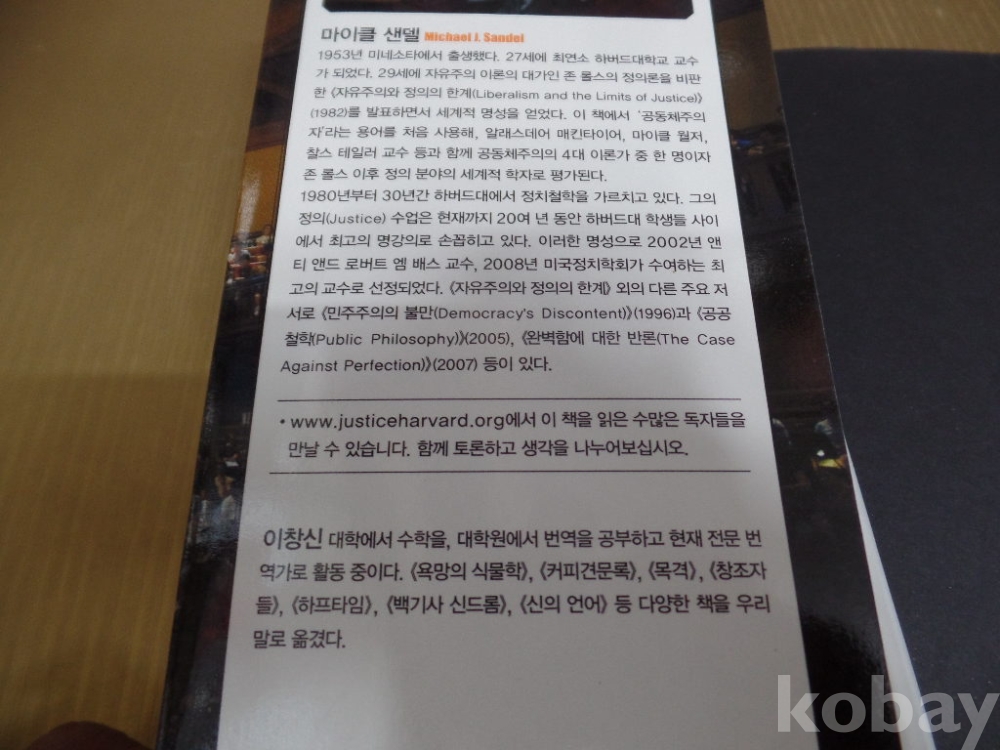 마이클 샌델 Michael J. Sandel
1953년 미네소타에서 출생했다. 27세에 최연소 하버드대학교 교수
가 되었다. 29세에 자유주의 이론의 대가인 존 롤스의 정의론을 비판
한 《자유주의와 정의의 한계(Liberalism and the Limits of Justice)》
(1982)를 발표하면서 세계적 명성을 얻었다. 이 책에서 '공동체주의
자'라는 용어를 처음 사용해, 알래스데어 매킨타이어, 마이클 월저,
찰스 테일러 교수 등과 함께 공동체주의의 4대 이론가 중 한 명이자
존 롤스 이후 정의 분야의 세계적 학자로 평가된다.
1980년부터 30년간 하버드대에서 정치철학을 가르치고 있다. 그의
정의(Justice) 수업은 현재까지 20여 년 동안 하버드대 학생들 사이
에서 최고의 명강의로 손꼽히고 있다. 이러한 명성으로 2002년 앤
티 앤드 로버트 엠 배스 교수, 2008년 미국정치학회가 수여하는 최
고의 교수로 선정되었다. 《자유주의와 정의의 한계》 외의 다른 주요 저
서로 《민주주의의 불만(Democracy's Discontent)》(1996)과 《공공
철학(Public Philosophy)》(2005), 《완벽함에 대한 반론(The Case
Against Perfection)》(2007) 등이 있다.
• www.justiceharvard.org에서 이 책을 읽은 수많은 독자들을
만날 수 있습니다. 함께 토론하고 생각을 나누어보십시오.
이창신 대학에서 수학을, 대학원에서 번역을 공부하고 현재 전문 번
역가로 활동 중이다. 《욕망의 식물학》, 《커피견문록》, 《목격》, 《창조자
들》, 《하프타임》, 《백기사 신드롬》, 《신의 언어》 등 다양한 책을 우리
말로 옮겼다.
kobay